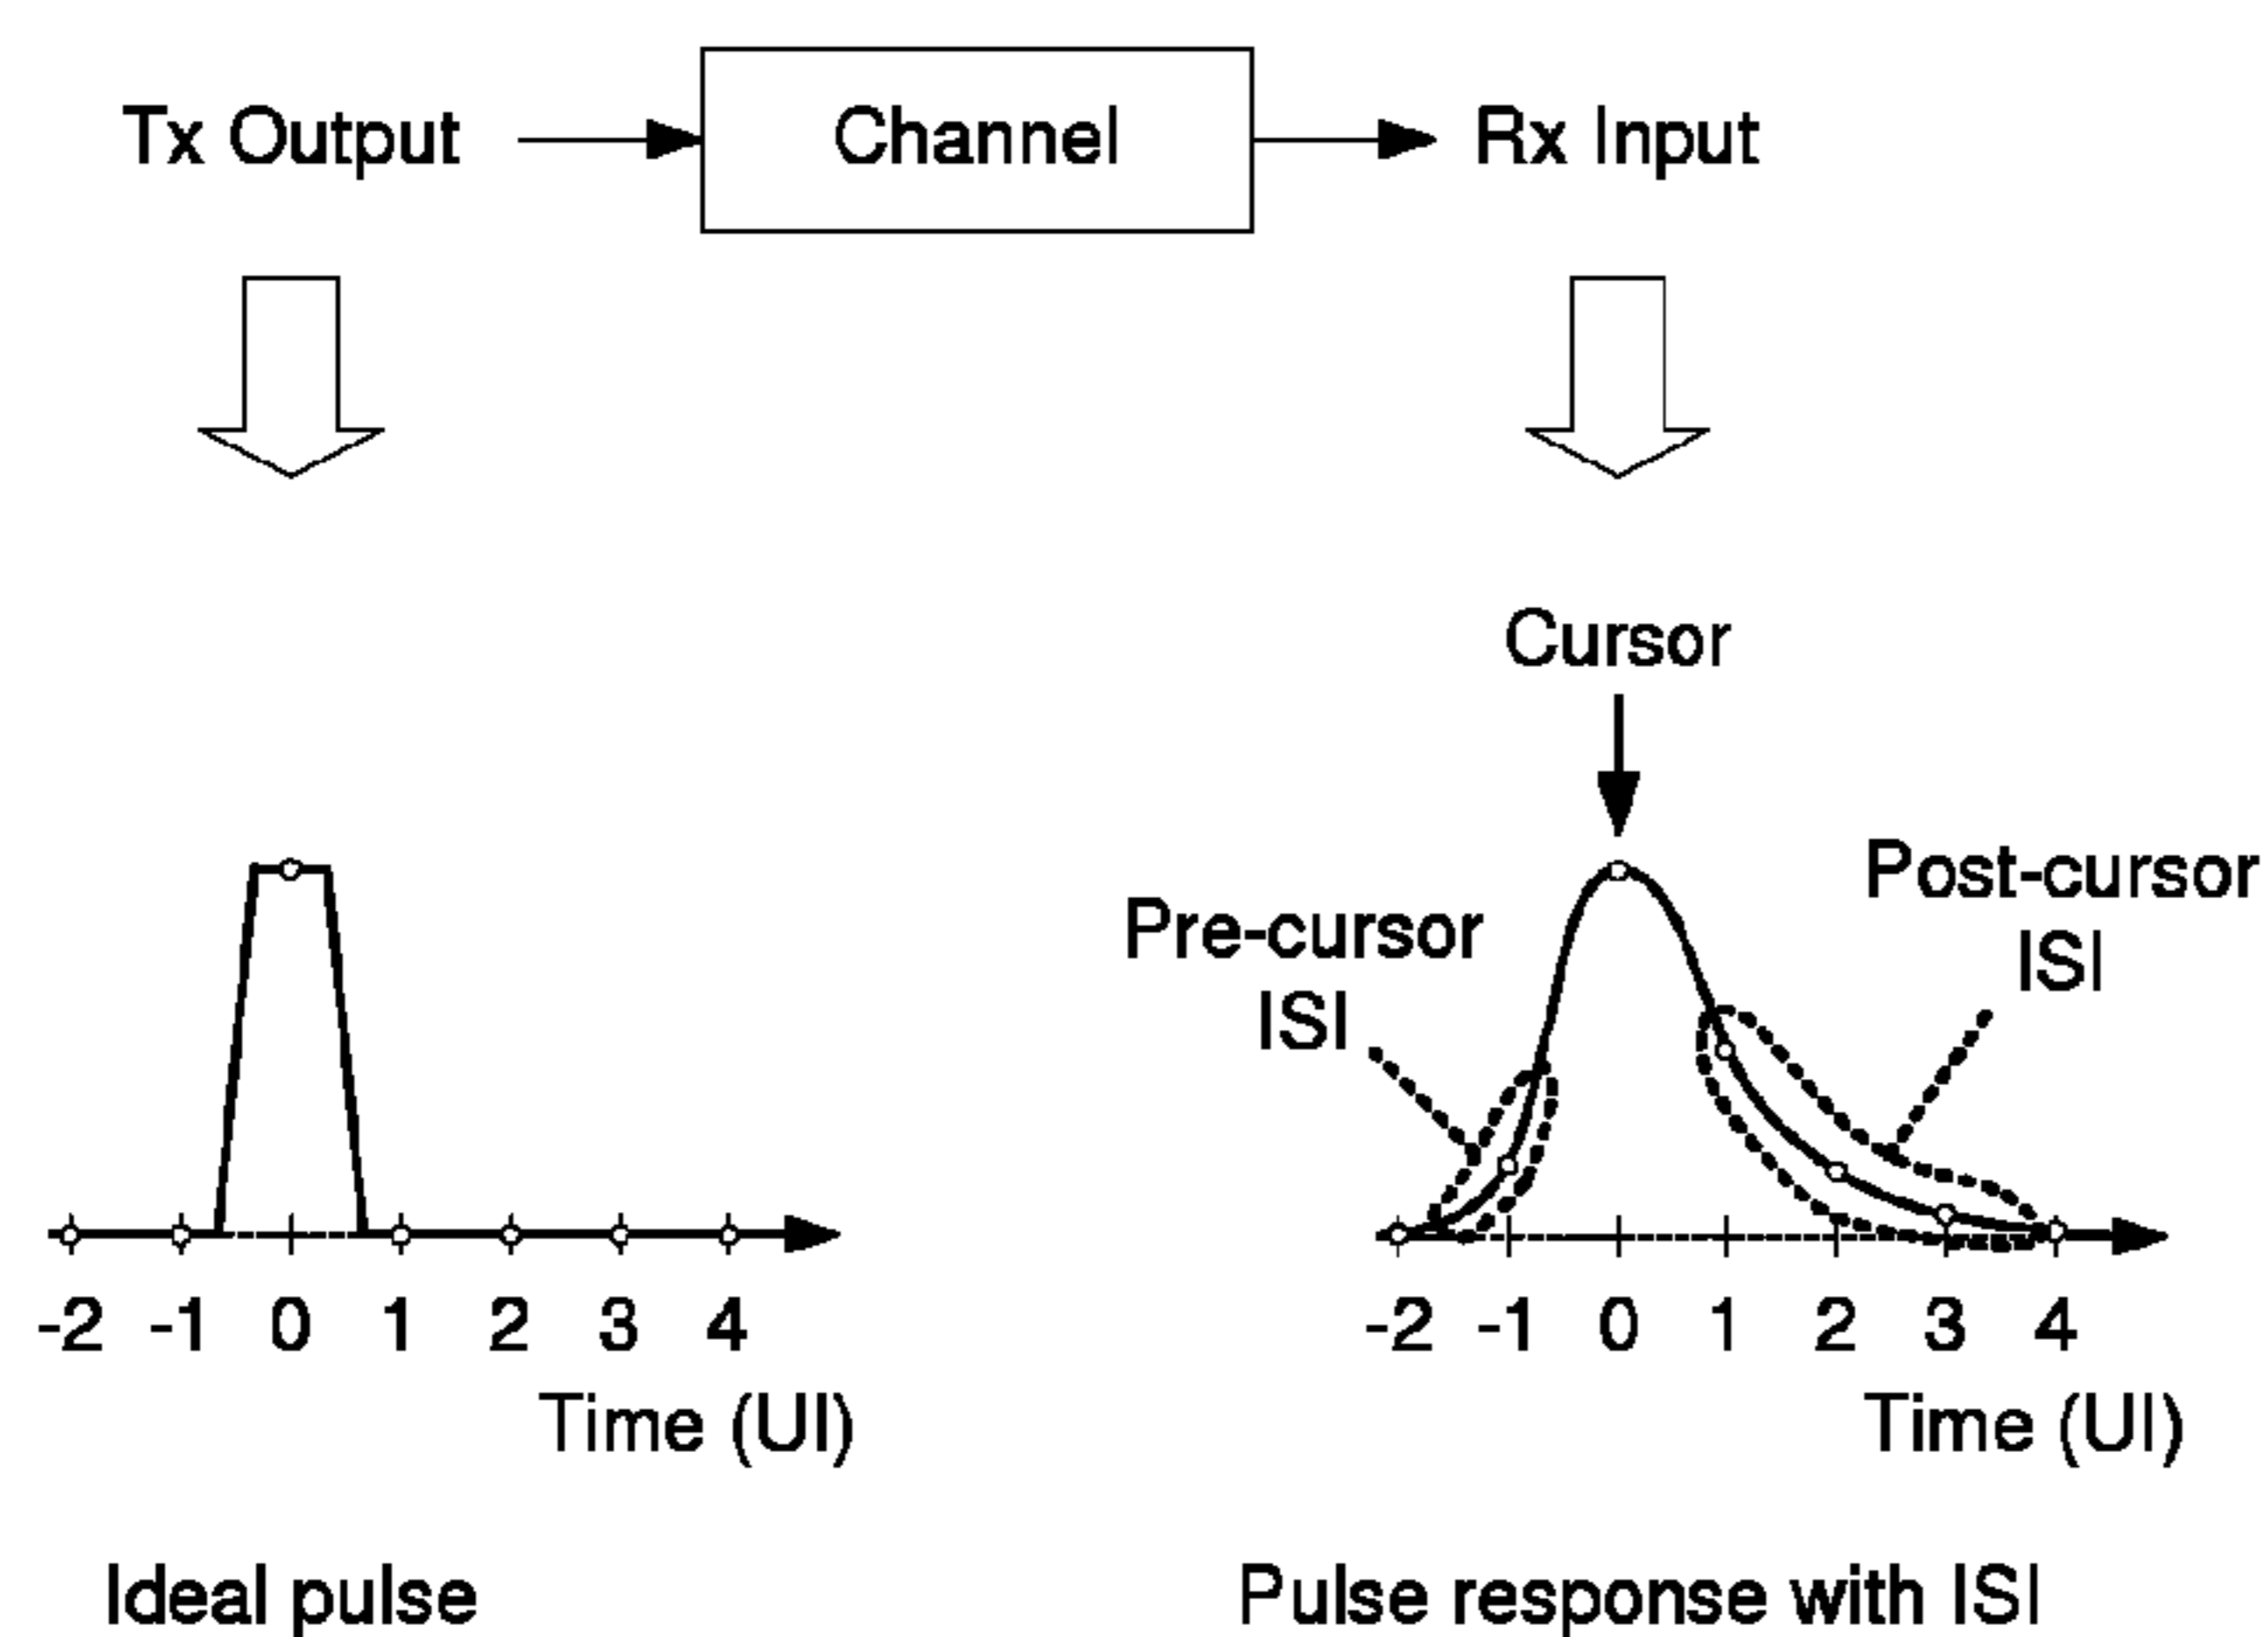 Tx Output
Channel
Rx Input
Cursor
Pre-cursor
ISI
Post-cursor
ISI
-2 -1 0 1 2 3 4
Time (UI)
-2 -1 0 1 2 3 4
Time (UI)
Ideal pulse
Pulse response with ISI